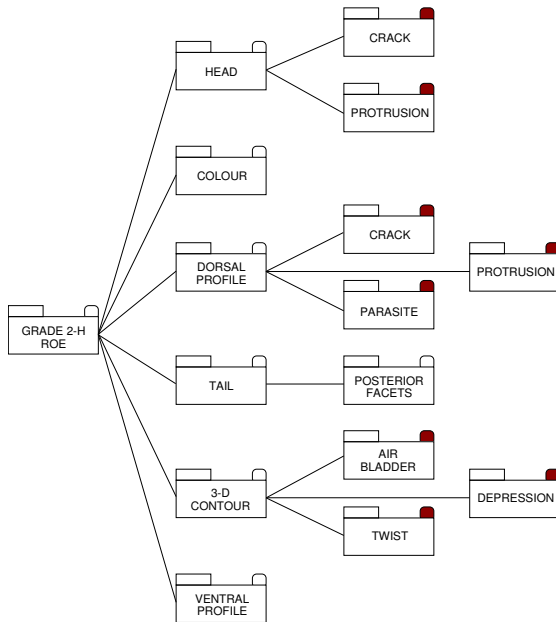 CRACK
HEAD
PROTRUSION
COLOUR
CRACK
DORSAL
PROFILE
PROTRUSION
PARASITE
GRADE 2-H
ROE
TAIL
POSTERIOR
FACETS
AIR
BLADDER
3-D
CONTOUR
DEPRESSION
TWIST
VENTRAL
PROFILE